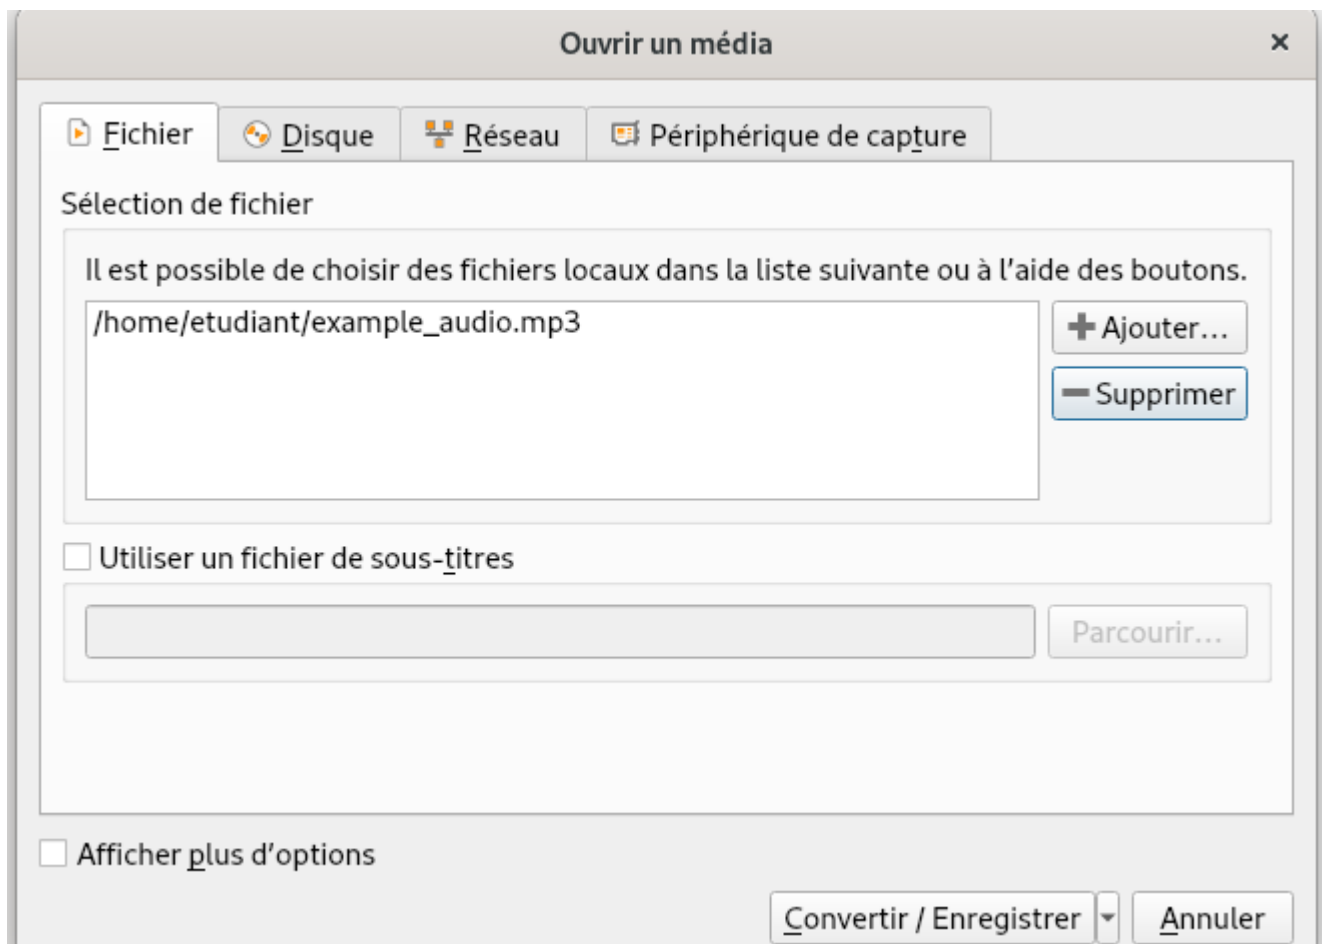 Ouvrir un média
Fichier Disque Réseau Périphérique de capture
Sélection de fichier
Il est possible de choisir des fichiers locaux dans la liste suivante ou à l’aide des boutons.
/home/etudiant/example_audio.mp3
Ajouter…
Supprimer
Utiliser un fichier de sous-titres
Parcourir…
Afficher plus d’options
Convertir / Enregistrer Annuler